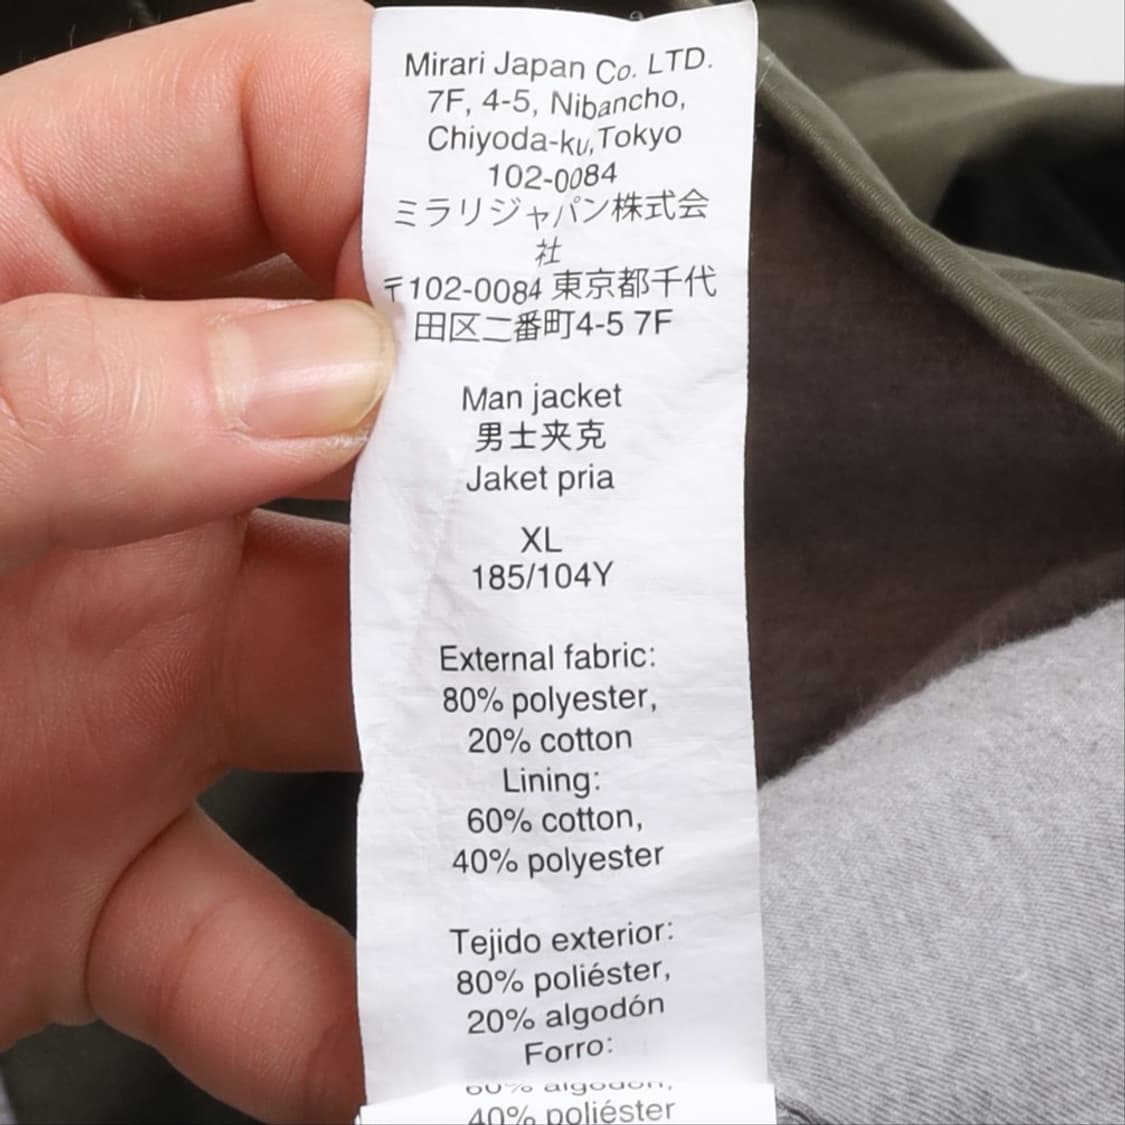 Mirari Japan Co. LTD.
7F, 4-5, Nibancho,
Chiyoda-ku,Tokyo
102-0084
ミラリジャパン株式会
社
〒102-0084 東京都千代
田区二番町4-5 7F
Man jacket
男士夹克
Jaket pria
XL
185/104Y
External fabric:
80% polyester,
20% cotton
Lining:
60% cotton,
40% polyester
Tejido exterior:
80% poliéster,
20% algodón
Forro:
60% algodón,
40% poliéster